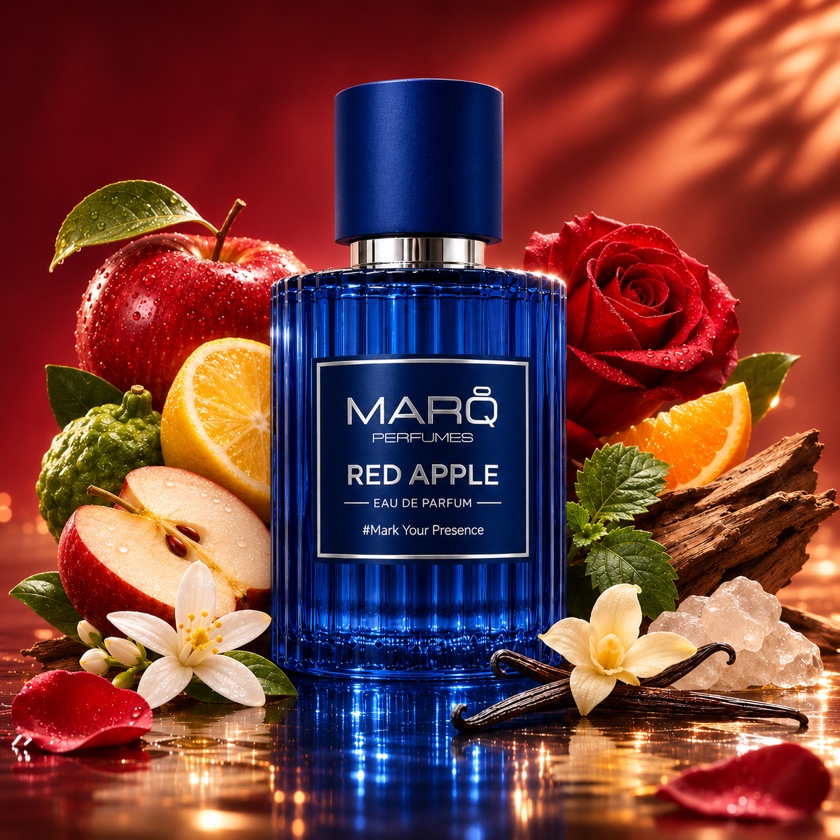 MARQ
PERFUMES
RED APPLE
EAU DE PARFUM
#Mark Your Presence